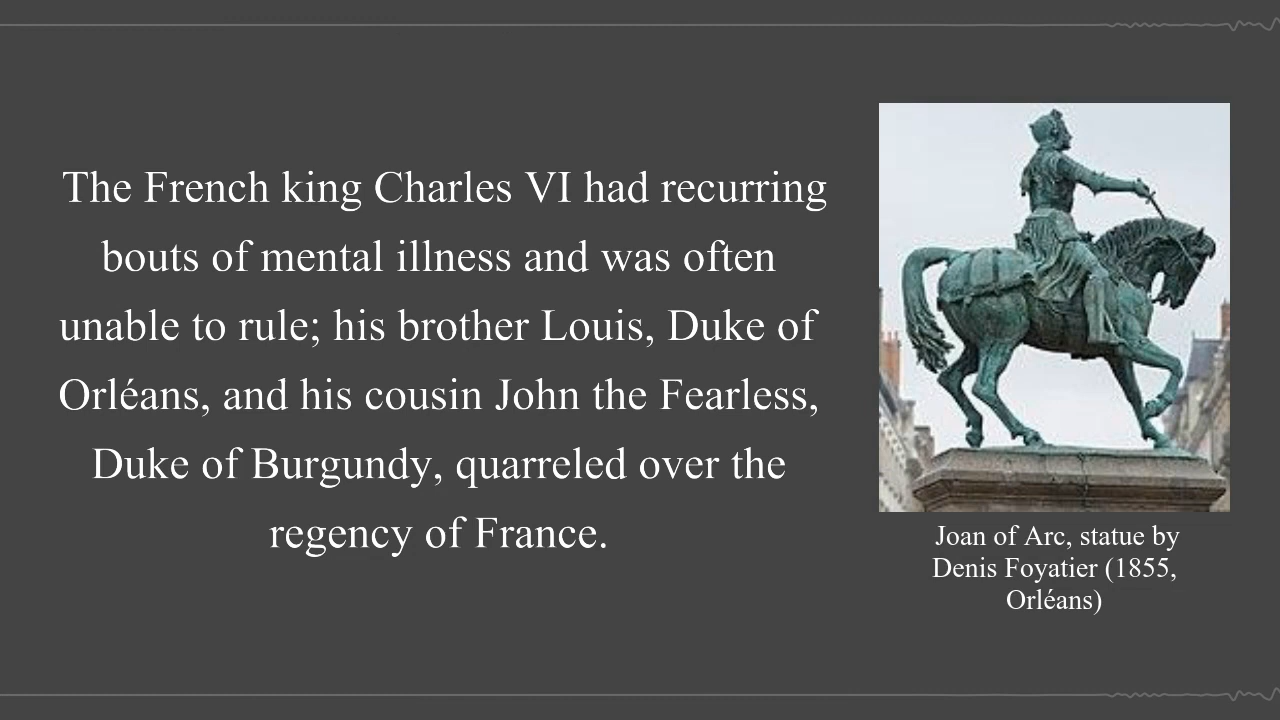 The French king Charles VI had recurring
bouts of mental illness and was often
unable to rule; his brother Louis, Duke of
Orléans, and his cousin John the Fearless,
Duke of Burgundy, quarreled over the
regency of France.
Joan of Arc, statue by
Denis Foyatier (1855,
Orléans)